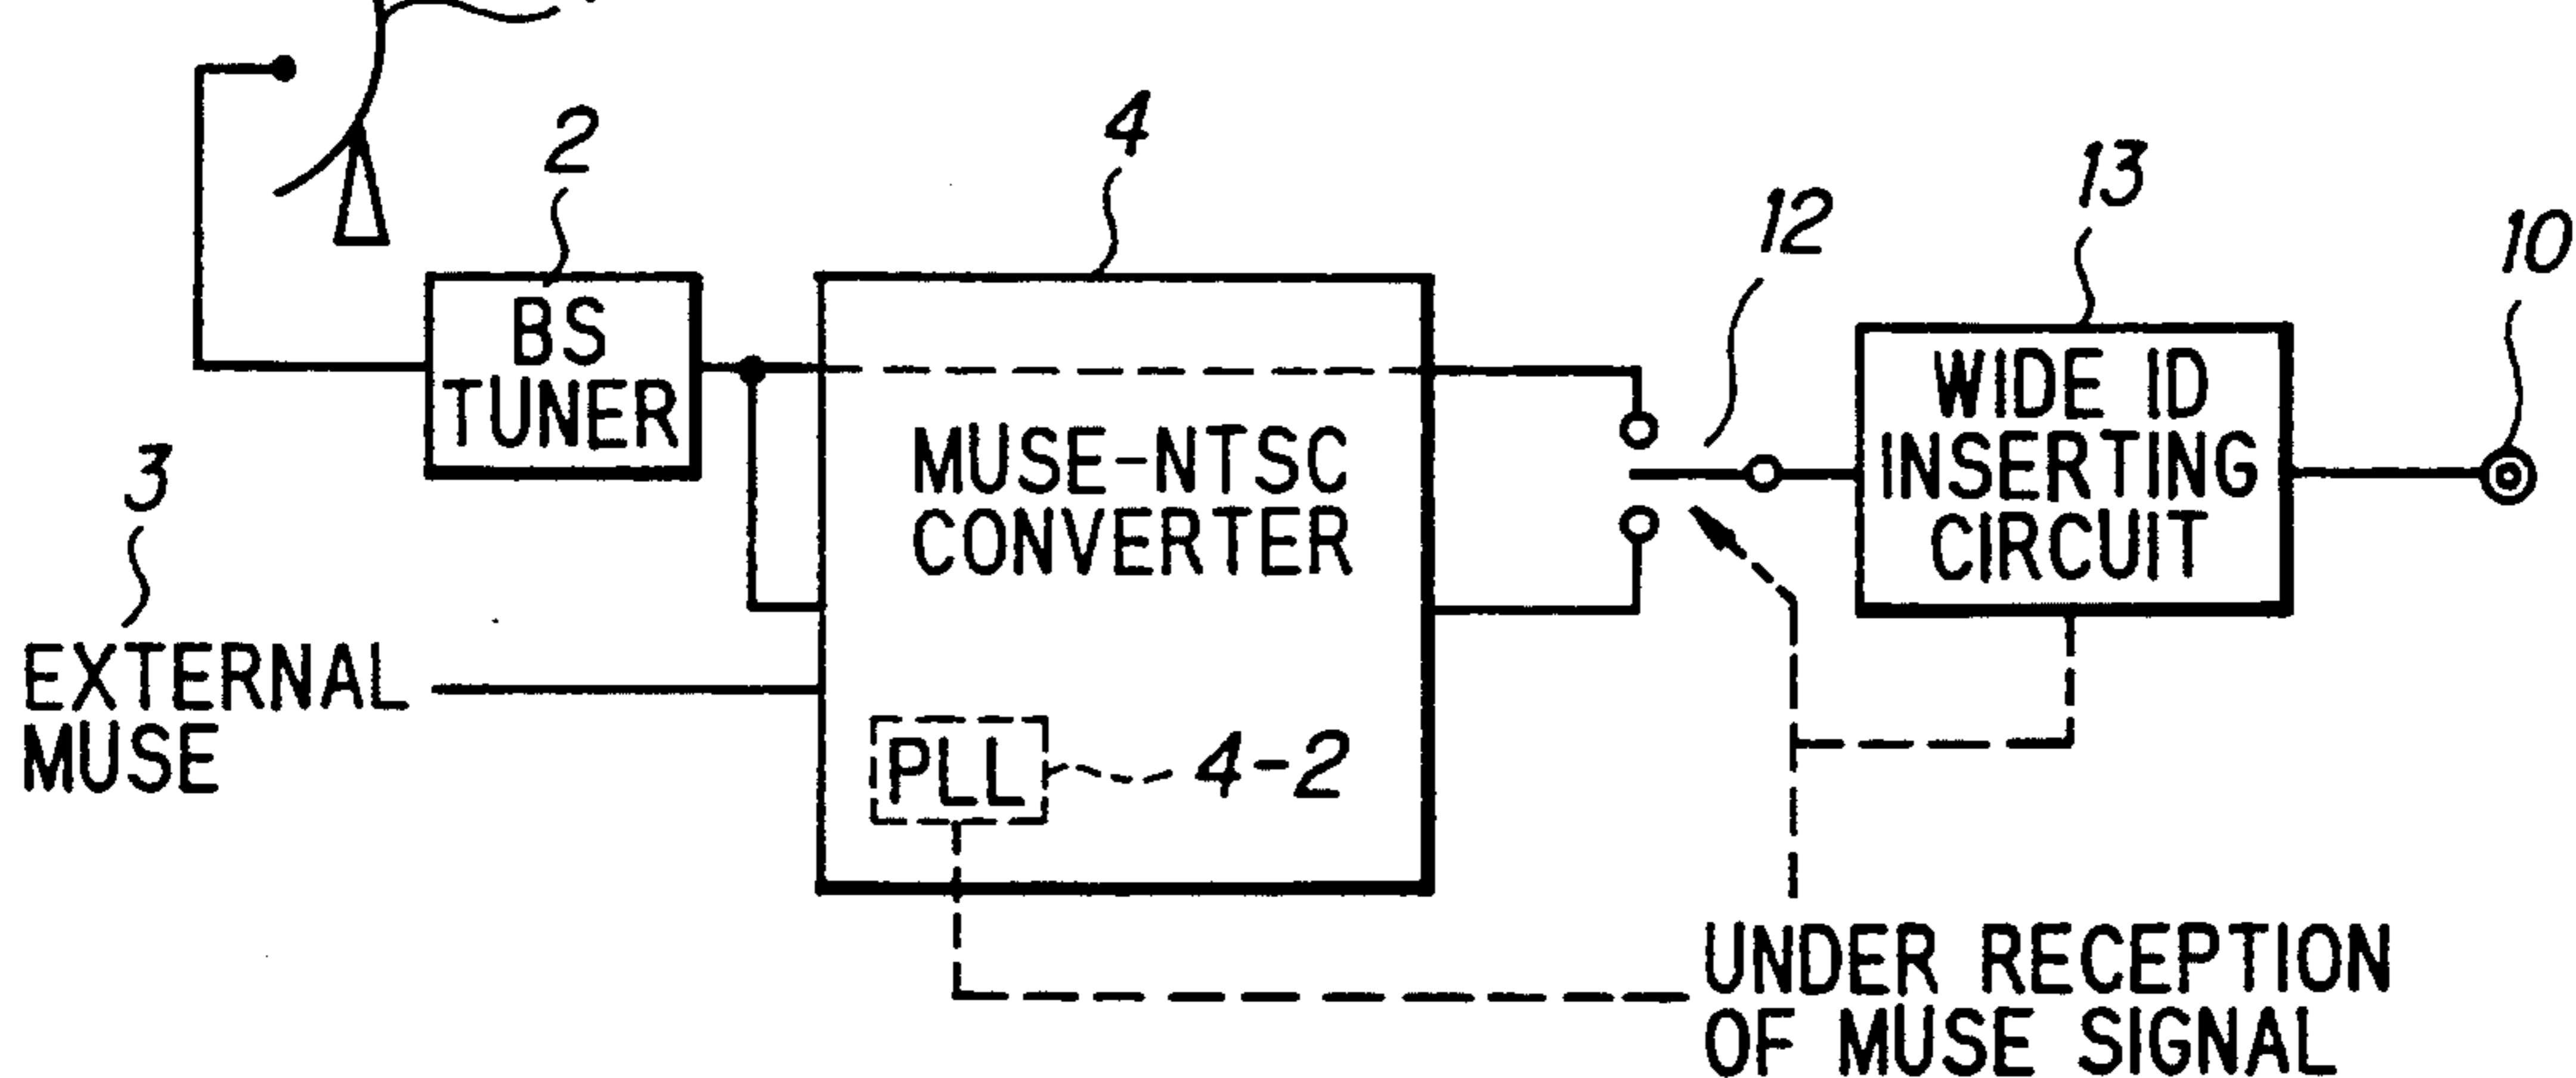 2
4
12
13
10
BS
TUNER
3
MUSE-NTSC
CONVERTER
WIDE ID
INSERTING
CIRCUIT
EXTERNAL
MUSE
PLL
4-2
UNDER RECEPTION
OF MUSE SIGNAL